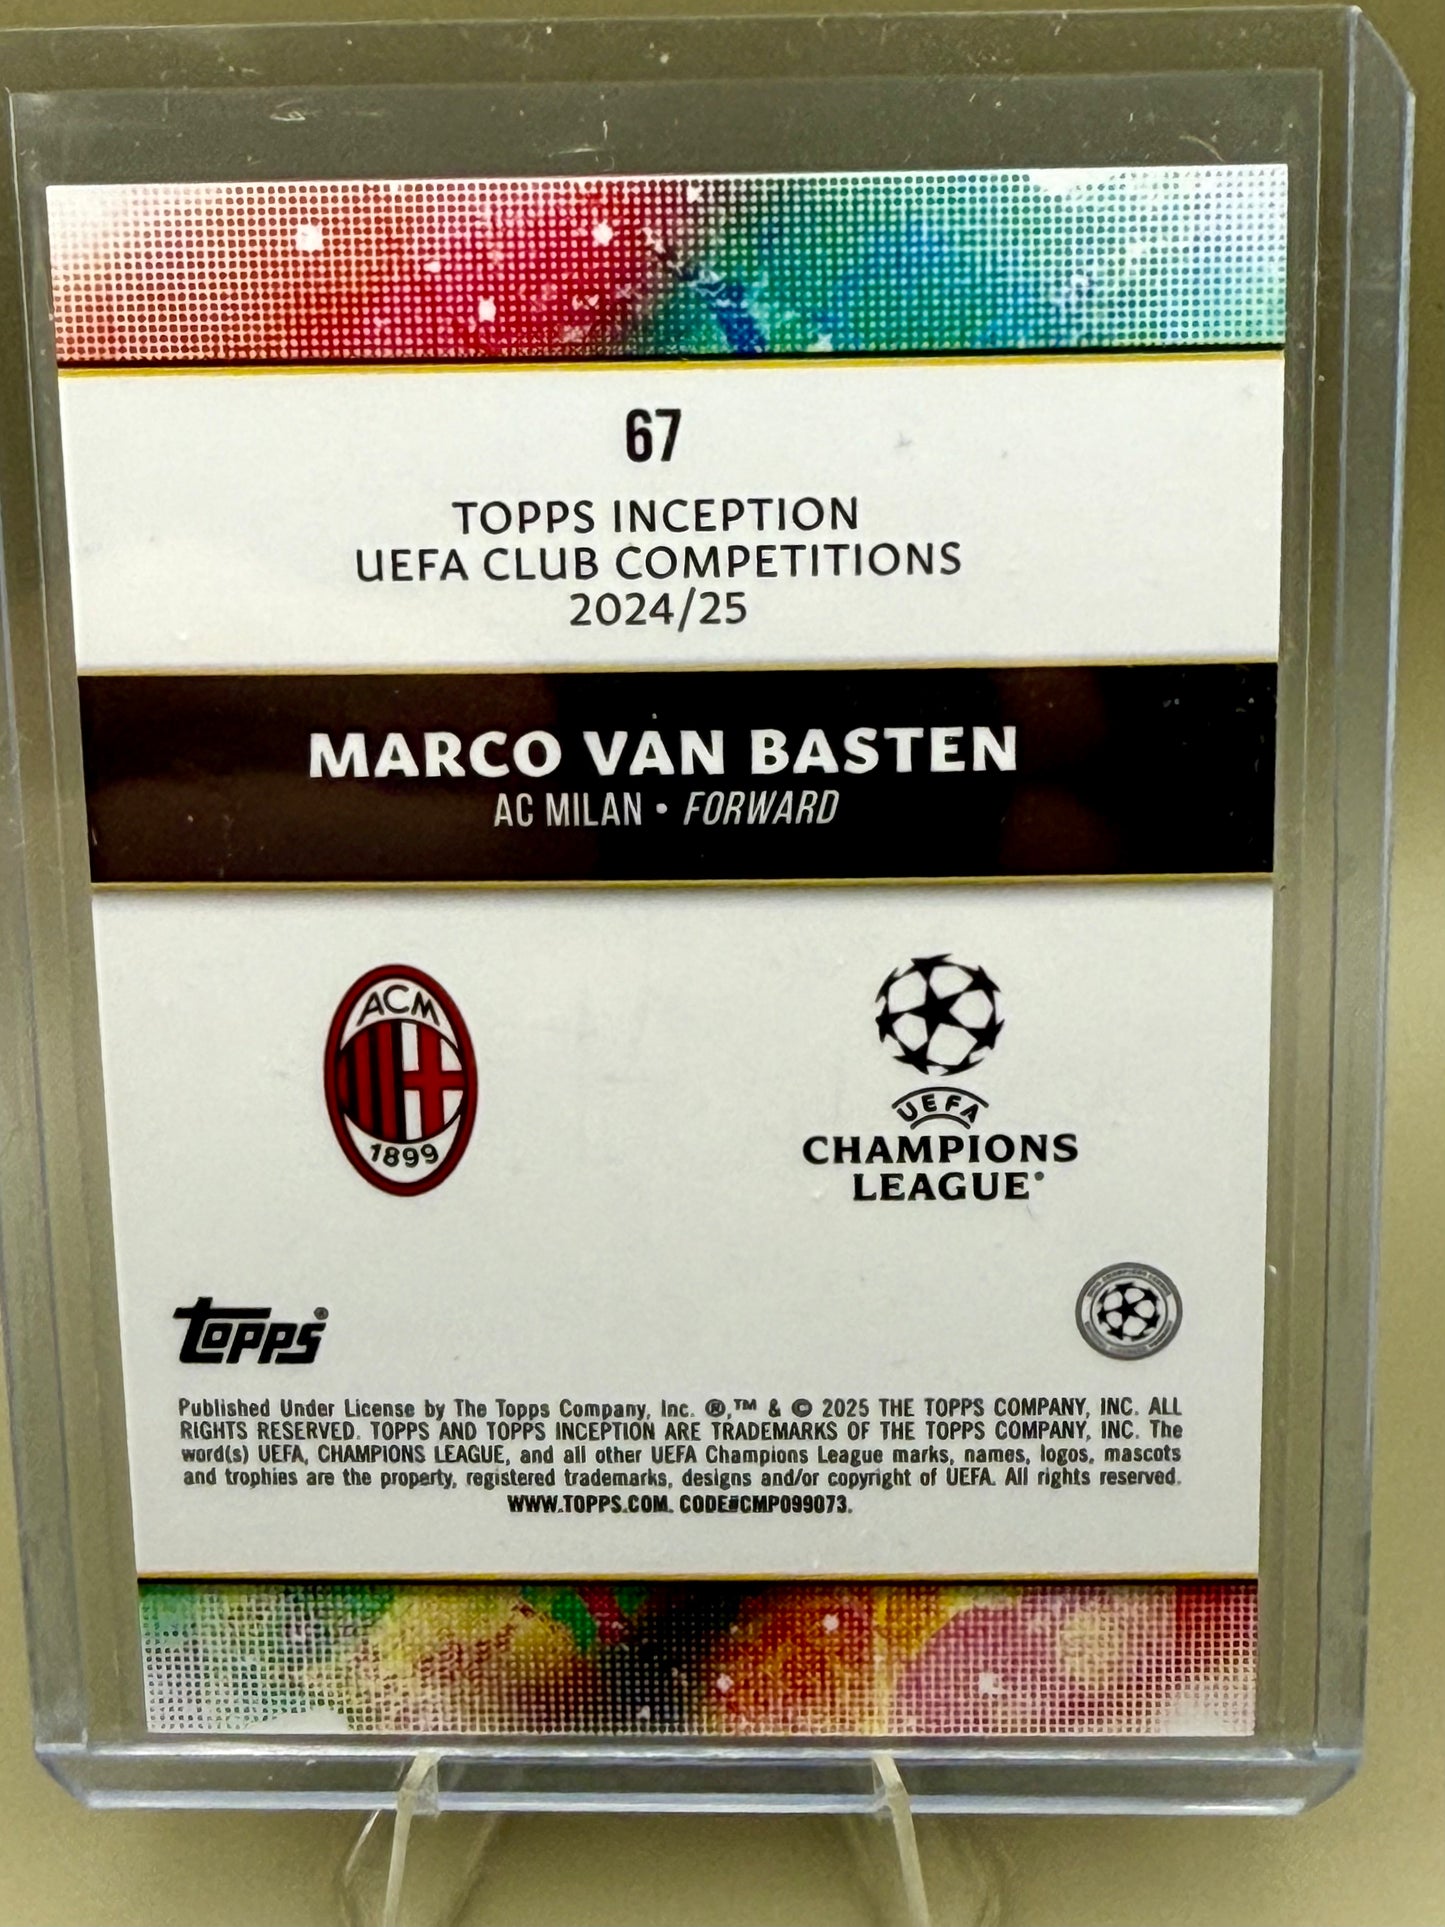 67
TOPPS INCEPTION
UEFA CLUB COMPETITIONS
2024/25
MARCO VAN BASTEN
AC MILAN • FORWARD
ACM
1899
UEFA
CHAMPIONS
LEAGUE®
TOPPS®
Published Under License by The Topps Company, Inc. ®,™ & © 2025 THE TOPPS COMPANY, INC. ALL
RIGHTS RESERVED. TOPPS AND TOPPS INCEPTION ARE TRADEMARKS OF THE TOPPS COMPANY, INC. The
word(s) UEFA, CHAMPIONS LEAGUE, and all other UEFA Champions League marks, names, logos, mascots
and trophies are the property, registered trademarks, designs and/or copyright of UEFA. All rights reserved.
WWW.TOPPS.COM. CODE#CMP099073.